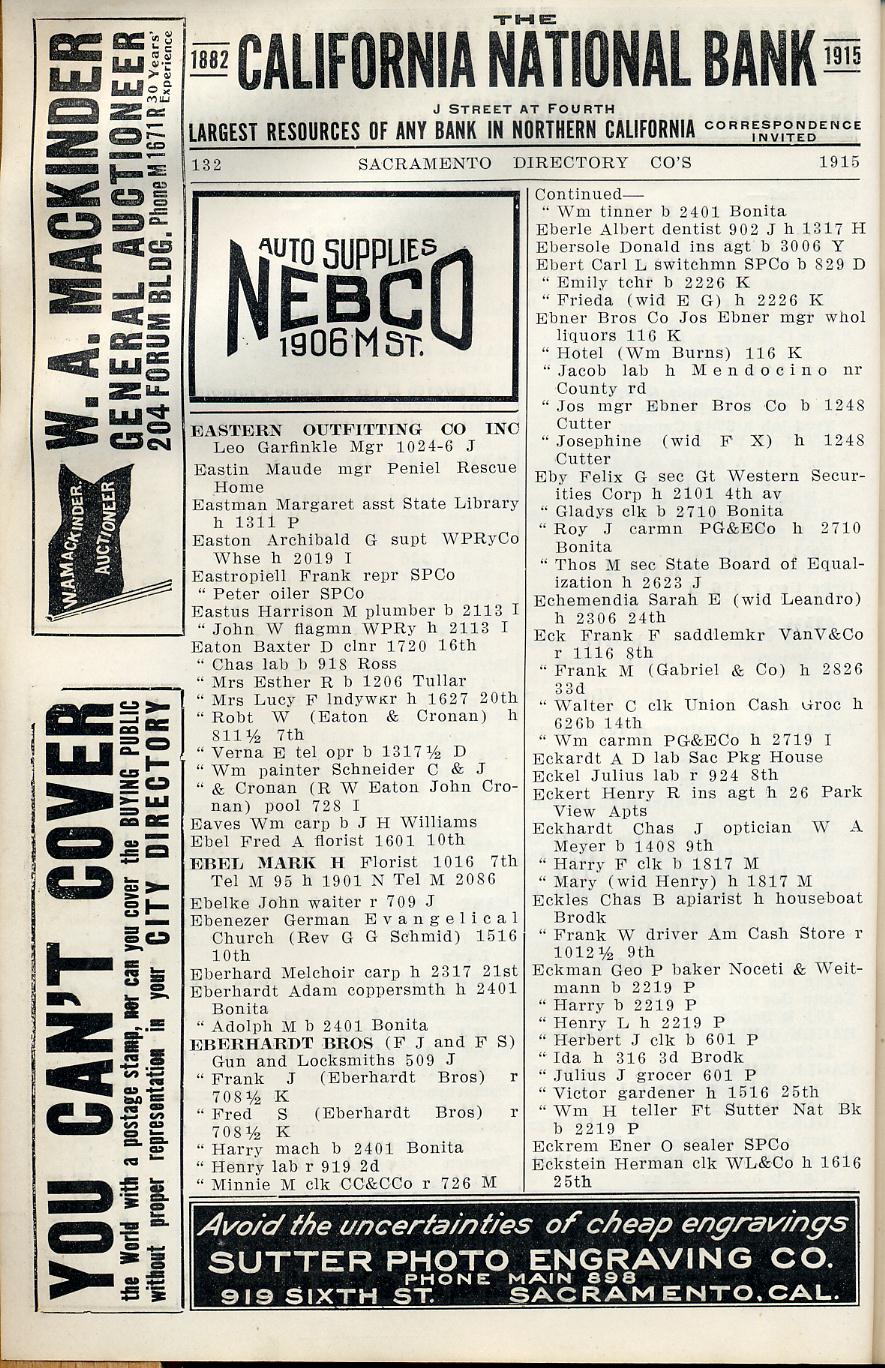 THE
1882 CALIFORNIA NATIONAL BANK 1915
J STREET AT FOURTH
LARGEST RESOURCES OF ANY BANK IN NORTHERN CALIFORNIA CORRESPONDENCE INVITED
132 SACRAMENTO DIRECTORY CO'S 1915
W. A. MACKINDER
GENERAL AUCTIONEER
204 FORUM BLDG. Phone M 1671 R 30 Years' Experience
W.A.MACKINDER.
AUCTIONEER
YOU CAN'T COVER
the World with a postage stamp, nor can you cover the BUYING PUBLIC
without proper representation in your CITY DIRECTORY
AUTO SUPPLIES
NEBCO
1906 M ST.
EASTERN OUTFITTING CO INC
Leo Garfinkle Mgr 1024-6 J
Eastin Maude mgr Peniel Rescue
Home
Eastman Margaret asst State Library
h 1311 P
Easton Archibald G supt WPRyCo
Whse h 2019 I
Eastropiell Frank repr SPCo
" Peter oiler SPCo
Eastus Harrison M plumber b 2113 I
" John W flagmn WPRy h 2113 I
Eaton Baxter D clnr 1720 16th
" Chas lab b 918 Ross
" Mrs Esther R b 1206 Tullar
" Mrs Lucy F lndywkr h 1627 20th
" Robt W (Eaton & Cronan) h
811½ 7th
" Verna E tel opr b 1317½ D
" Wm painter Schneider C & J
" & Cronan (R W Eaton John Cro-
nan) pool 728 I
Eaves Wm carp b J H Williams
Ebel Fred A florist 1601 10th
EBEL MARK H Florist 1016 7th
Tel M 95 h 1901 N Tel M 2086
Ebelke John waiter r 709 J
Ebenezer German Evangelical
Church (Rev G G Schmid) 1516
10th
Eberhard Melchoir carp h 2317 21st
Eberhardt Adam coppersmth h 2401
Bonita
" Adolph M b 2401 Bonita
EBERHARDT BROS (F J and F S)
Gun and Locksmiths 509 J
" Frank J (Eberhardt Bros) r
708½ K
" Fred S (Eberhardt Bros) r
708½ K
" Harry mach b 2401 Bonita
" Henry lab r 919 2d
" Minnie M clk CC&CCo r 726 M
Continued—
" Wm tinner b 2401 Bonita
Eberle Albert dentist 902 J h 1317 H
Ebersole Donald ins agt b 3006 Y
Ebert Carl L switchmn SPCo b 829 D
" Emily tchr b 2226 K
" Frieda (wid E G) h 2226 K
Ebner Bros Co Jos Ebner mgr whol
liquors 116 K
" Hotel (Wm Burns) 116 K
" Jacob lab h Mendocino nr
County rd
" Jos mgr Ebner Bros Co b 1248
Cutter
" Josephine (wid F X) h 1248
Cutter
Eby Felix G sec Gt Western Secur-
ities Corp h 2101 4th av
" Gladys clk b 2710 Bonita
" Roy J carmn PG&ECo h 2710
Bonita
" Thos M sec State Board of Equal-
ization h 2623 J
Echemendia Sarah E (wid Leandro)
h 2306 24th
Eck Frank F saddlemkr VanV&Co
r 1116 8th
" Frank M (Gabriel & Co) h 2826
33d
" Walter C clk Union Cash Groc h
626b 14th
" Wm carmn PG&ECo h 2719 I
Eckardt A D lab Sac Pkg House
Eckel Julius lab r 924 8th
Eckert Henry R ins agt h 26 Park
View Apts
Eckhardt Chas J optician W A
Meyer b 1408 9th
" Harry F clk b 1817 M
" Mary (wid Henry) h 1817 M
Eckles Chas B apiarist h houseboat
Brodk
" Frank W driver Am Cash Store r
1012½ 9th
Eckman Geo P baker Noceti & Weit-
mann b 2219 P
" Harry b 2219 P
" Henry L h 2219 P
" Herbert J clk b 601 P
" Ida h 316 3d Brodk
" Julius J grocer 601 P
" Victor gardener h 1516 25th
" Wm H teller Ft Sutter Nat Bk
b 2219 P
Eckrem Ener O sealer SPCo
Eckstein Herman clk WL&Co h 1616
25th
Avoid the uncertainties of cheap engravings
SUTTER PHOTO ENGRAVING CO.
PHONE MAIN 898
919 SIXTH ST. SACRAMENTO, CAL.